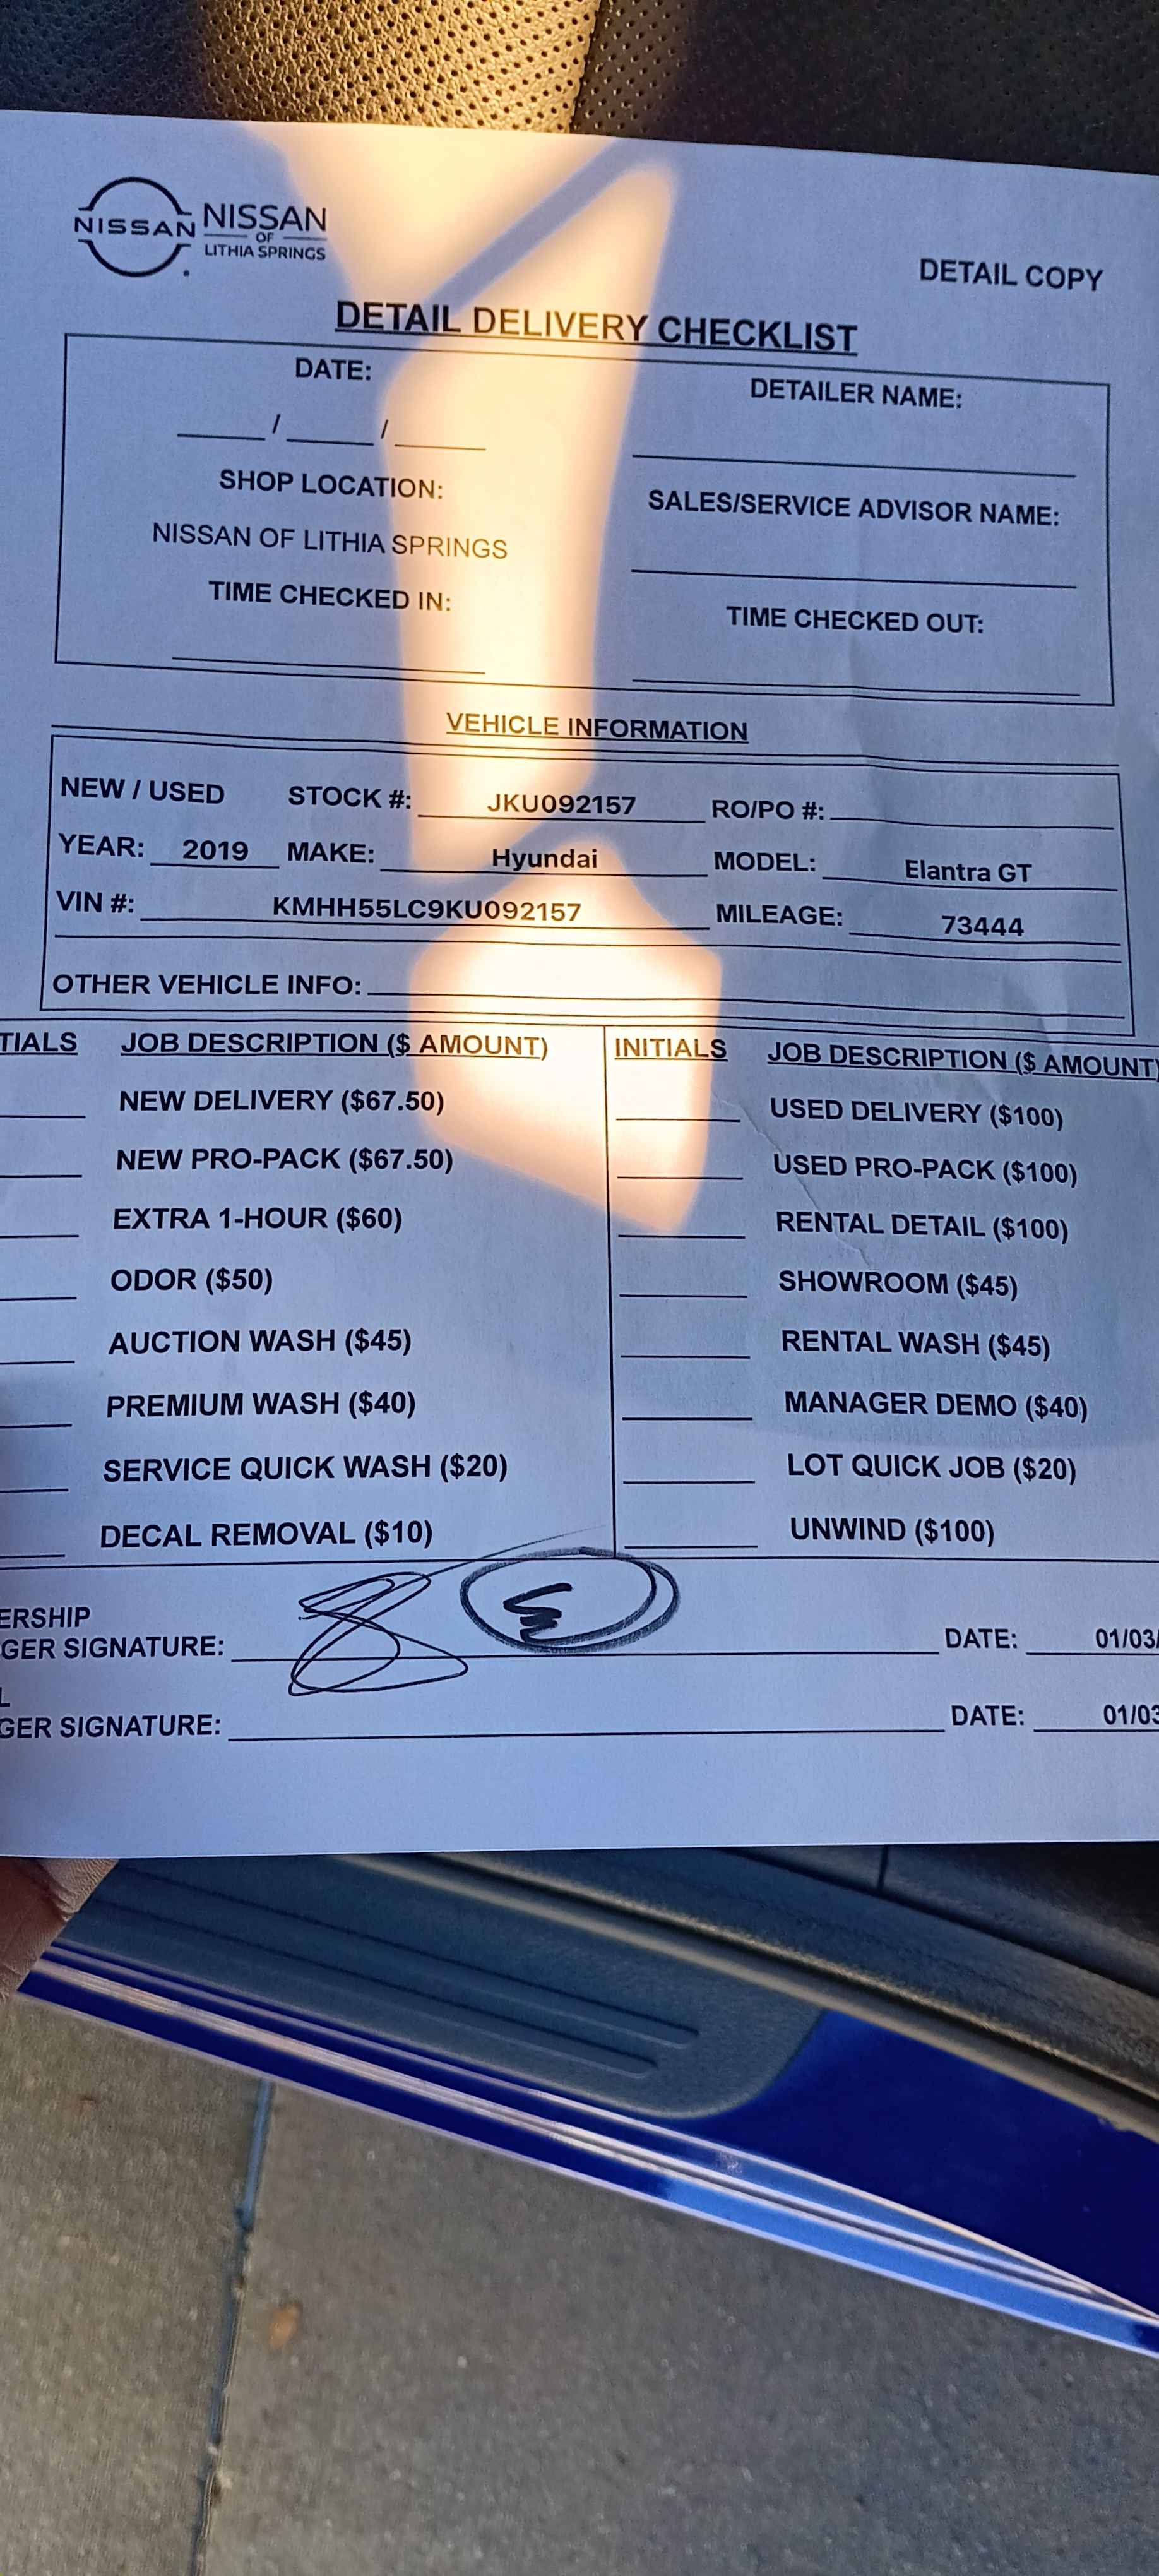 NISSAN
NISSAN
OF
LITHIA SPRINGS
DETAIL COPY
DETAIL DELIVERY CHECKLIST
DATE:
____ / ____ / ____
DETAILER NAME:
SHOP LOCATION:
NISSAN OF LITHIA SPRINGS
SALES/SERVICE ADVISOR NAME:
TIME CHECKED IN:
TIME CHECKED OUT:
VEHICLE INFORMATION
NEW / USED STOCK #: JKU092157 RO/PO #:
YEAR: 2019 MAKE: Hyundai MODEL: Elantra GT
VIN #: KMHH55LC9KU092157 MILEAGE: 73444
OTHER VEHICLE INFO:
TIALS JOB DESCRIPTION ($ AMOUNT) INITIALS JOB DESCRIPTION ($ AMOUNT)
NEW DELIVERY ($67.50) USED DELIVERY ($100)
NEW PRO-PACK ($67.50) USED PRO-PACK ($100)
EXTRA 1-HOUR ($60) RENTAL DETAIL ($100)
ODOR ($50) SHOWROOM ($45)
AUCTION WASH ($45) RENTAL WASH ($45)
PREMIUM WASH ($40) MANAGER DEMO ($40)
SERVICE QUICK WASH ($20) LOT QUICK JOB ($20)
DECAL REMOVAL ($10) UNWIND ($100)
ERSHIP
GER SIGNATURE: DATE: 01/03/
L
GER SIGNATURE: DATE: 01/03